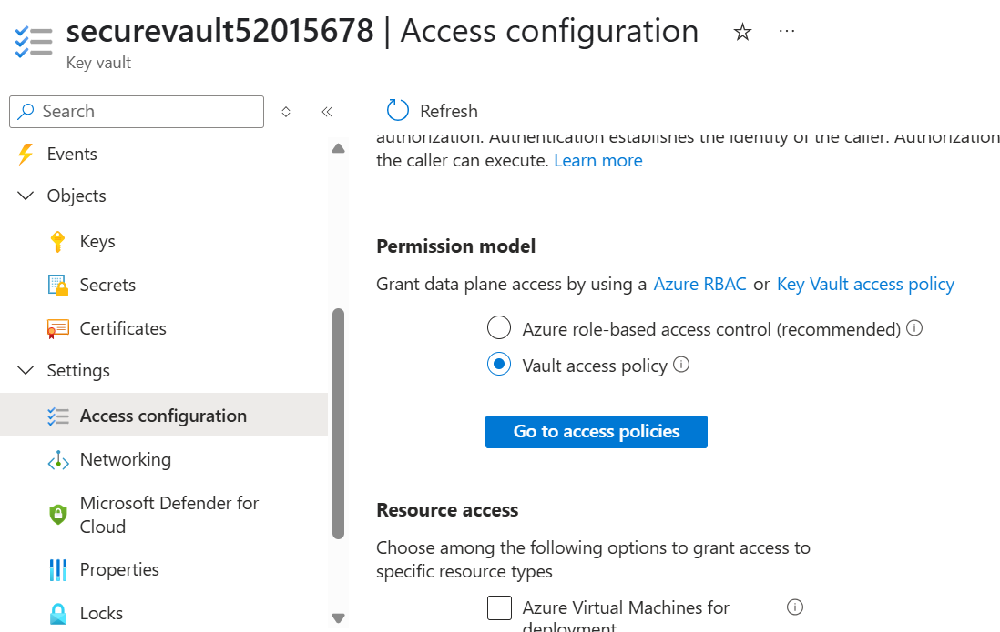 securevault52015678 | Access configuration
Key vault
Search
Refresh
Events
Objects
Keys
Secrets
Certificates
Settings
Access configuration
Networking
Microsoft Defender for
Cloud
Properties
Locks
authorization. Authentication establishes the identity of the caller. Authorization
the caller can execute. Learn more
Permission model
Grant data plane access by using a Azure RBAC or Key Vault access policy
Azure role-based access control (recommended)
Vault access policy
Go to access policies
Resource access
Choose among the following options to grant access to
specific resource types
Azure Virtual Machines for
deployment